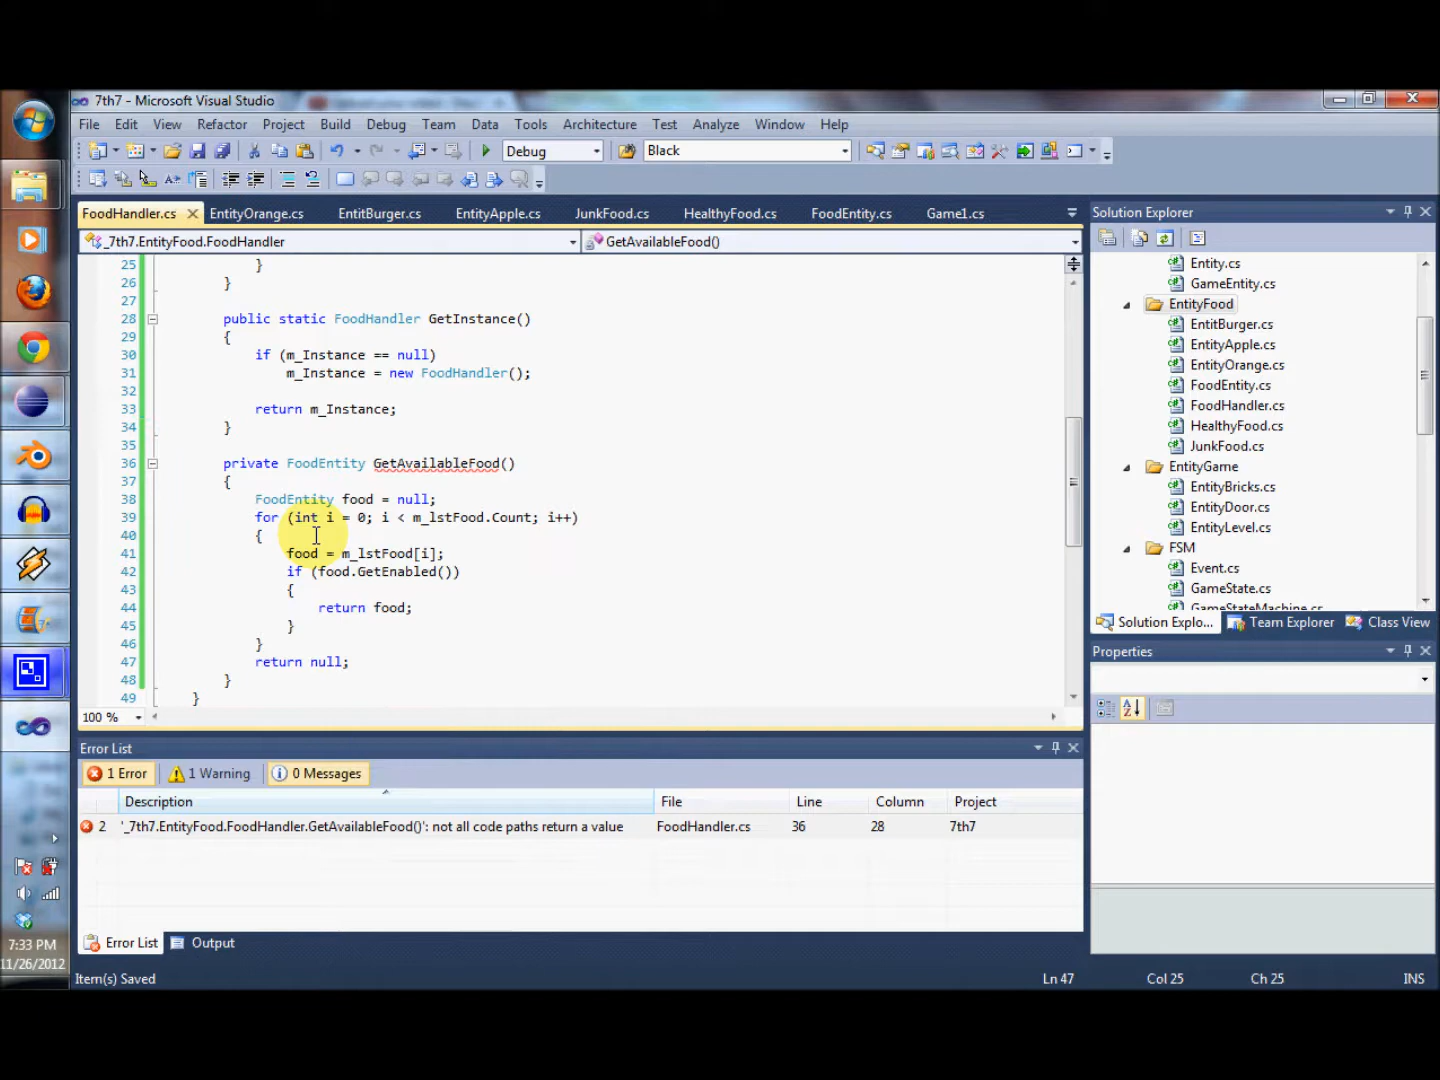 7th7 - Microsoft Visual Studio
File Edit View Refactor Project Build Debug Team Data Tools Architecture Test Analyze Window Help
Debug Black
FoodHandler.cs EntityOrange.cs EntitBurger.cs EntityApple.cs JunkFood.cs HealthyFood.cs FoodEntity.cs Game1.cs
_7th7.EntityFood.FoodHandler GetAvailableFood()
25 }
26 }
27
28 public static FoodHandler GetInstance()
29 {
30 if (m_Instance == null)
31 m_Instance = new FoodHandler();
32
33 return m_Instance;
34 }
35
36 private FoodEntity GetAvailableFood()
37 {
38 FoodEntity food = null;
39 for (int i = 0; i < m_lstFood.Count; i++)
40 {
41 food = m_lstFood[i];
42 if (food.GetEnabled())
43 {
44 return food;
45 }
46 }
47 return null;
48 }
49 }
100 %
Solution Explorer
Entity.cs
GameEntity.cs
EntityFood
EntitBurger.cs
EntityApple.cs
EntityOrange.cs
FoodEntity.cs
FoodHandler.cs
HealthyFood.cs
JunkFood.cs
EntityGame
EntityBricks.cs
EntityDoor.cs
EntityLevel.cs
FSM
Event.cs
GameState.cs
GameStateMachine.cs
Solution Explo... Team Explorer Class View
Properties
Error List
1 Error 1 Warning 0 Messages
Description File Line Column Project
2 '_7th7.EntityFood.FoodHandler.GetAvailableFood()': not all code paths return a value FoodHandler.cs 36 28 7th7
Error List Output
7:33 PM
11/26/2012
Item(s) Saved Ln 47 Col 25 Ch 25 INS